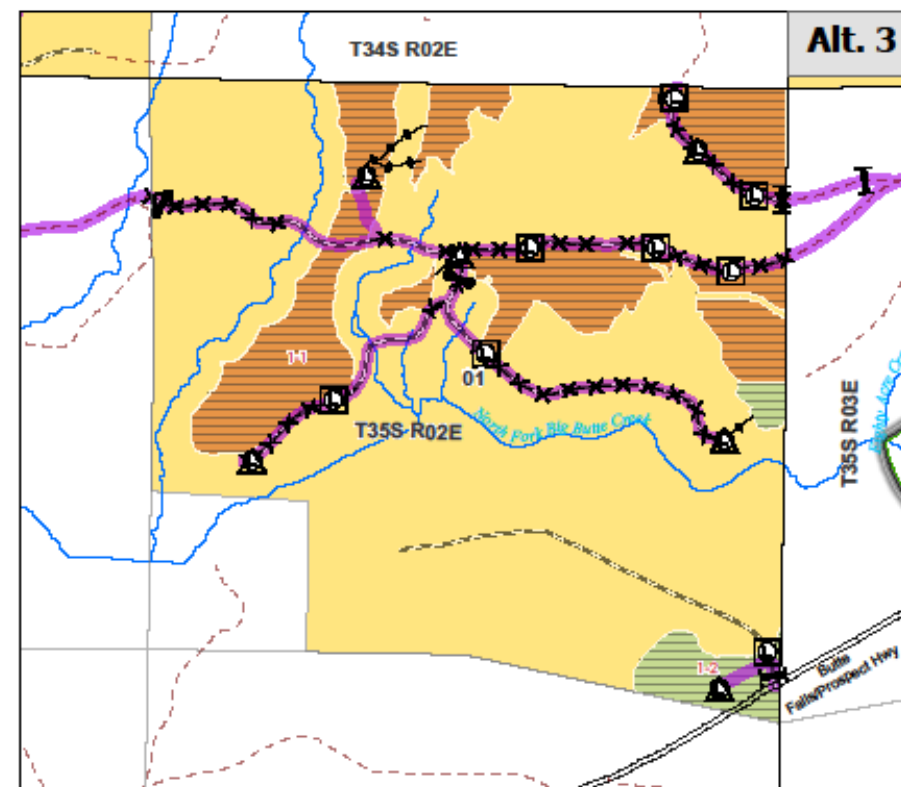 T34S R02E
Alt. 3
1-1
01
T35S R02E
North Fork Big Butte Creek
T35S R03E
1-2
Butte
Falls/Prospect Hwy